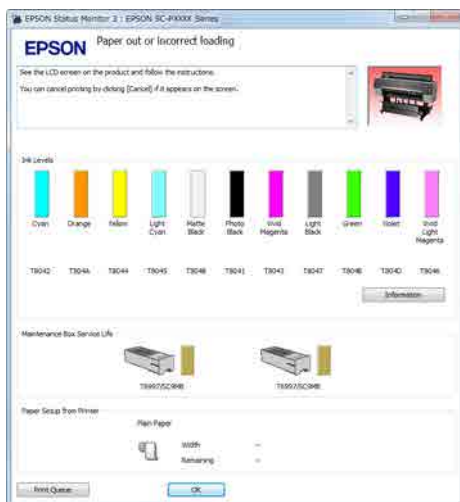 EPSON Status Monitor 3 : EPSON SC-PXXXX Series
EPSON
Paper out or incorrect loading
See the LCD screen on the product and follow the instructions.
You can cancel printing by clicking [Cancel] if it appears on the screen.
Ink Levels
Cyan Orange Yellow Light Cyan Matte Black Photo Black Vivid Magenta Light Black Green Violet Vivid Light Magenta
T8042 T804A T8044 T8045 T8048 T8041 T8043 T8047 T804B T804D T8046
Information
Maintenance Box Service Life
T6997/SC9MB T6997/SC9MB
Paper Setup from Printer
Plain Paper
Width --
Remaining --
Print Queue OK